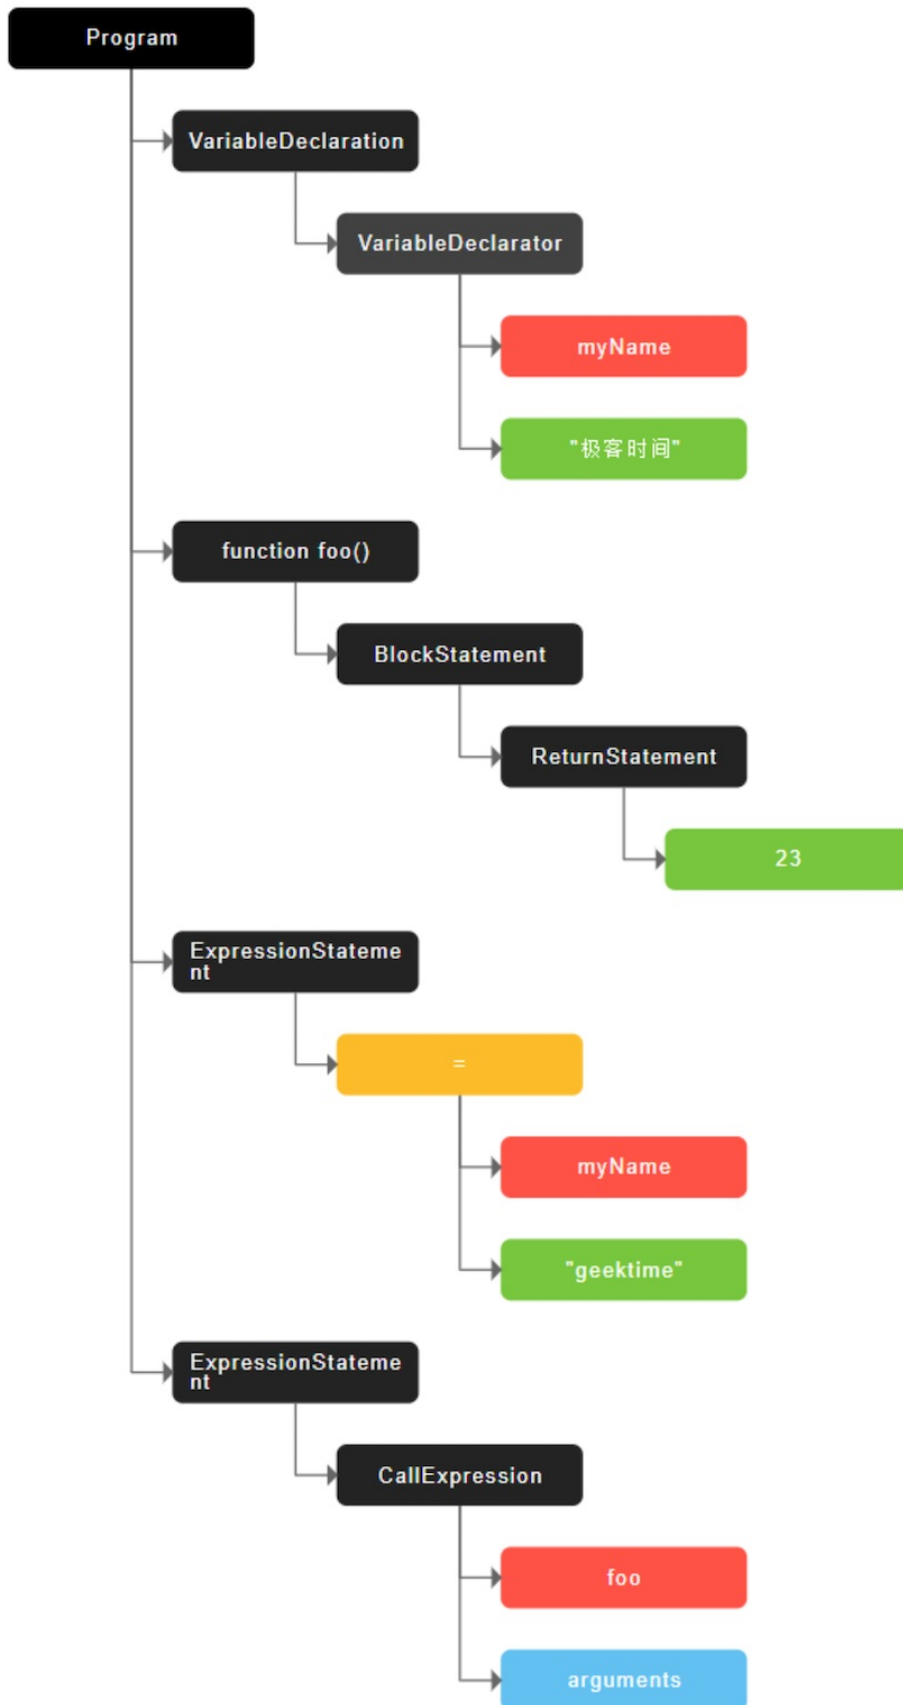 Program
VariableDeclaration
VariableDeclarator
myName
"极客时间"
function foo()
BlockStatement
ReturnStatement
23
ExpressionStateme
nt
=
myName
"geektime"
ExpressionStateme
nt
CallExpression
foo
arguments